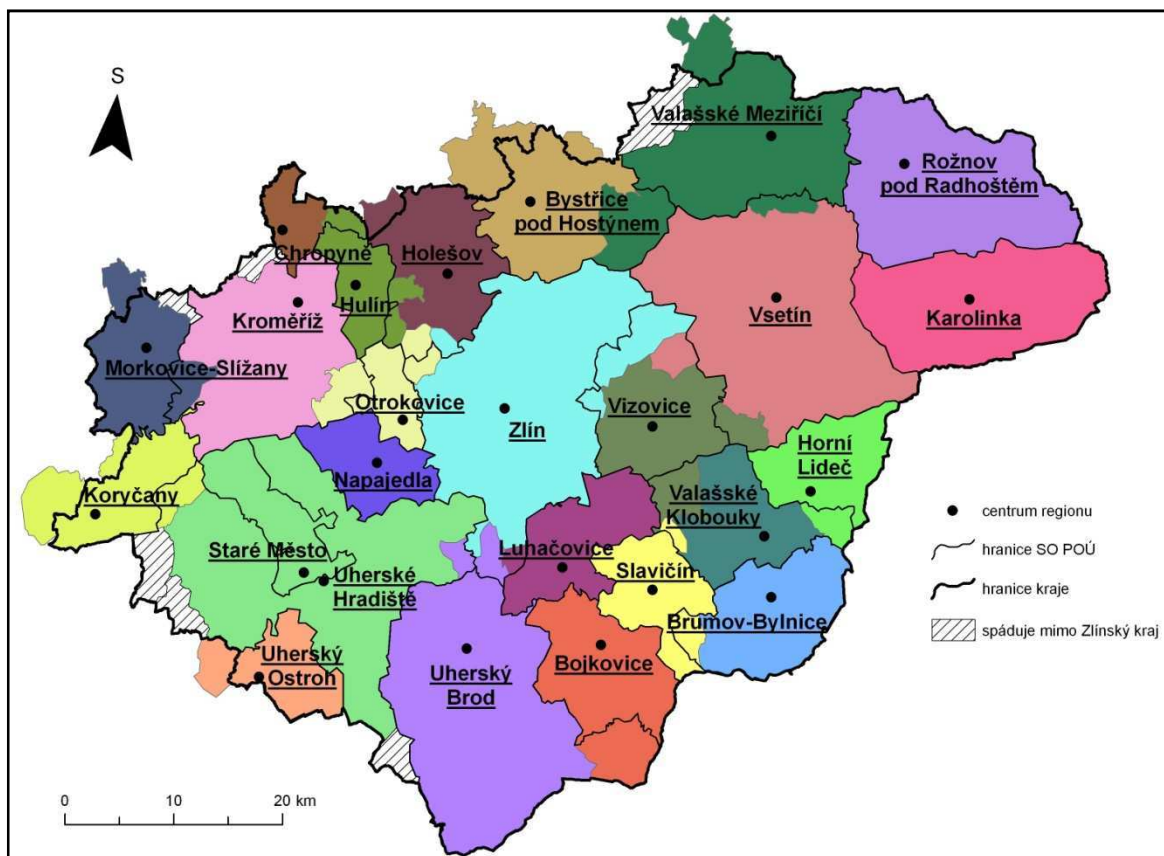 S
Valašské Meziříčí
Rožnov
pod Radhoštěm
Bystřice
pod Hostýnem
Chropyně
Holešov
Hulín
Kroměříž
Vsetín
Karolinka
Morkovice-Slížany
Otrokovice
Zlín
Vizovice
Horní
Lideč
Koryčany
Napajedla
Valašské
Klobouky
Staré Město
Uherské
Hradiště
Luhačovice
Slavičín
Brumov-Bylnice
Uherský
Ostroh
Uherský
Brod
Bojkovice
centrum regionu
hranice SO POÚ
hranice kraje
spáduje mimo Zlínský kraj
0 10 20 km